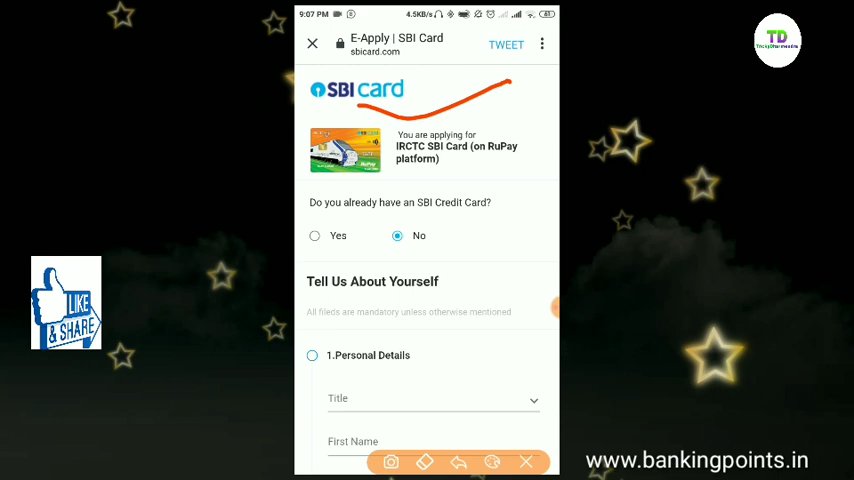 9:07 PM
4.5KB/s
61
E-Apply | SBI Card
sbicard.com
TWEET
TD
SBI card
You are applying for
IRCTC SBI Card (on RuPay
platform)
RuPay
Do you already have an SBI Credit Card?
Yes
No
Tell Us About Yourself
All fileds are mandatory unless otherwise mentioned
LIKE
& SHARE
1.Personal Details
Title
First Name
www.bankingpoints.in